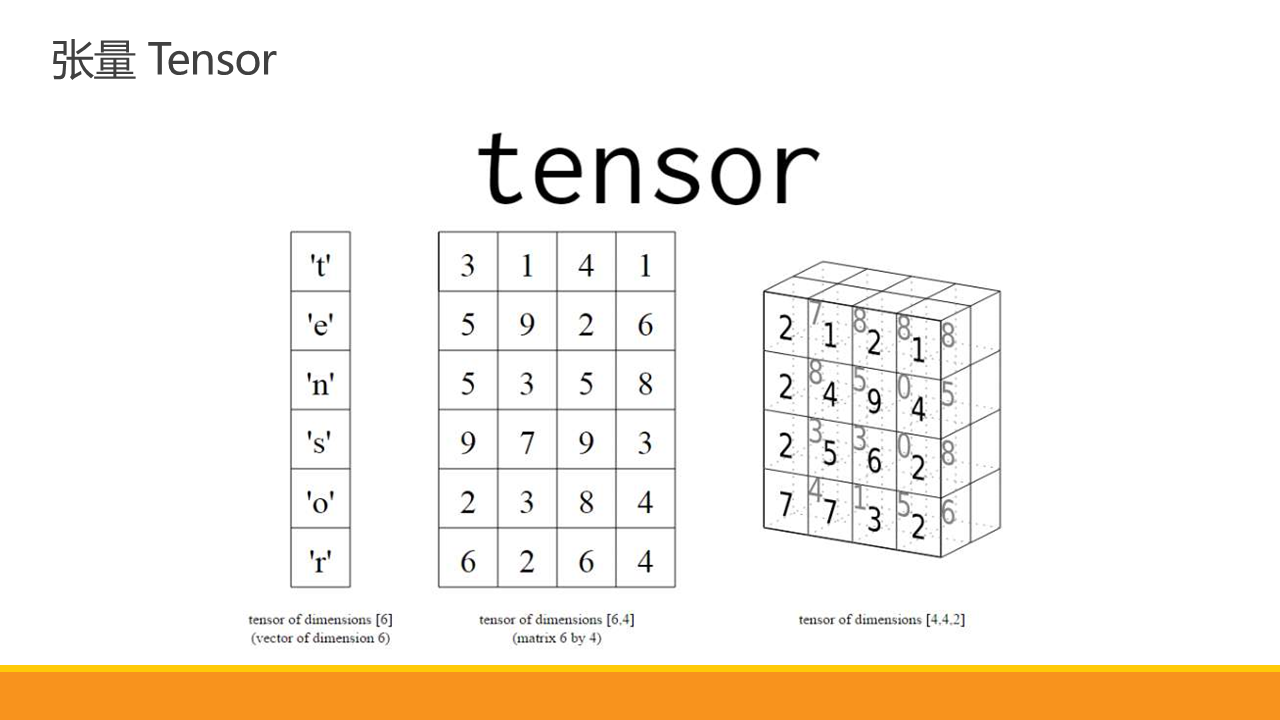 张量 Tensor
tensor
't'
'e'
'n'
's'
'o'
'r'
3 1 4 1
5 9 2 6
5 3 5 8
9 7 9 3
2 3 8 4
6 2 6 4
2 7 1 8 2 8 1 8
2 8 4 5 9 0 4 5
2 3 5 3 6 0 2 8
7 4 7 1 3 5 2 6
tensor of dimensions [6]
(vector of dimension 6)
tensor of dimensions [6,4]
(matrix 6 by 4)
tensor of dimensions [4,4,2]